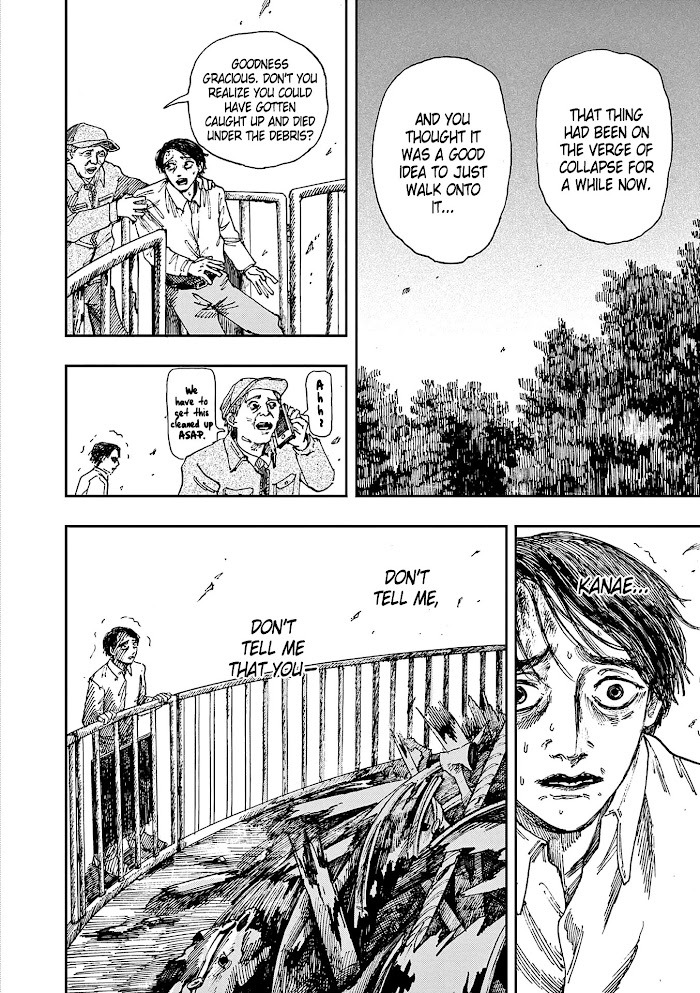 THAT THING
HAD BEEN ON
THE VERGE OF
COLLAPSE FOR
A WHILE NOW.
AND YOU
THOUGHT IT
WAS A GOOD
IDEA TO JUST
WALK ONTO
IT...
GOODNESS
GRACIOUS. DON'T YOU
REALIZE YOU COULD
HAVE GOTTEN
CAUGHT UP AND DIED
UNDER THE DEBRIS?
Ahh?
We
have to
get this
cleaned up
ASAP.
KANAE...
DON'T
TELL ME,
DON'T
TELL ME
THAT YOU—